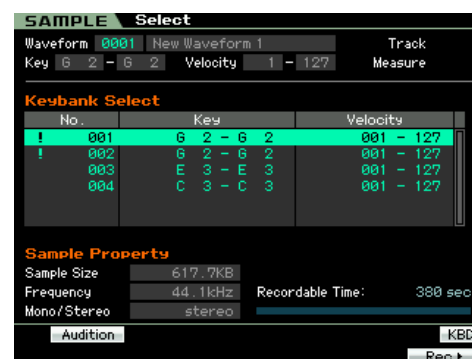 SAMPLE Select
Waveform 0001 New Waveform 1 Track
Key G 2 - G 2 Velocity 1 - 127 Measure
Keybank Select
No. Key Velocity
! 001 G 2 - G 2 001 - 127
! 002 G 2 - G 2 001 - 127
003 E 3 - E 3 001 - 127
004 C 3 - C 3 001 - 127
Sample Property
Sample Size 617.7KB
Frequency 44.1kHz Recordable Time: 380 sec
Mono/Stereo stereo
Audition KBD
Rec